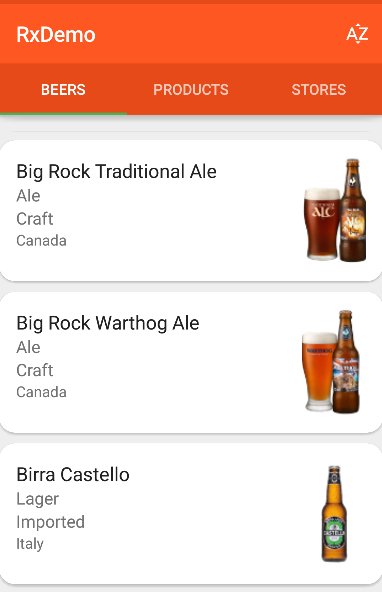 RxDemo
AZ
BEERS
PRODUCTS
STORES
Big Rock Traditional Ale
Ale
Craft
Canada
Big Rock Warthog Ale
Ale
Craft
Canada
Birra Castello
Lager
Imported
Italy